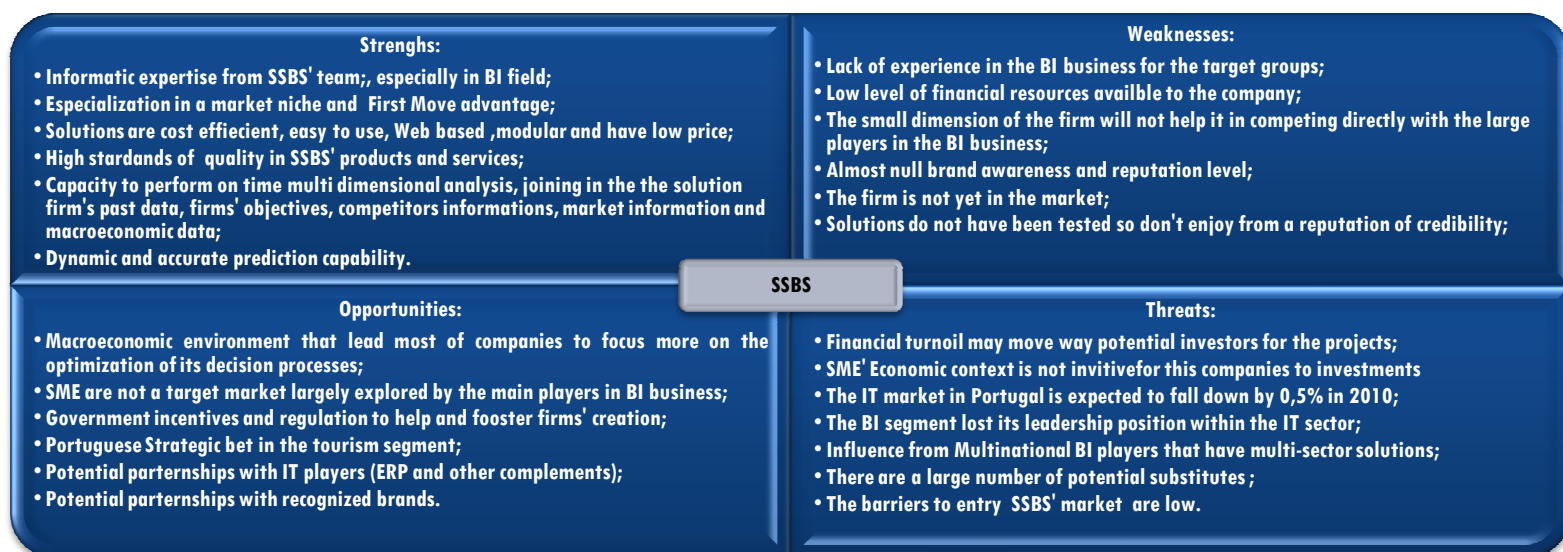 Strenghs:
• Informatic expertise from SSBS' team;, especially in BI field;
• Especialization in a market niche and First Move advantage;
• Solutions are cost effiecient, easy to use, Web based ,modular and have low price;
• High stardands of quality in SSBS' products and services;
• Capacity to perform on time multi dimensional analysis, joining in the the solution
firm's past data, firms' objectives, competitors informations, market information and
macroeconomic data;
• Dynamic and accurate prediction capability.
Weaknesses:
• Lack of experience in the BI business for the target groups;
• Low level of financial resources availble to the company;
• The small dimension of the firm will not help it in competing directly with the large
players in the BI business;
• Almost null brand awareness and reputation level;
• The firm is not yet in the market;
• Solutions do not have been tested so don't enjoy from a reputation of credibility;
SSBS
Opportunities:
• Macroeconomic environment that lead most of companies to focus more on the
optimization of its decision processes;
• SME are not a target market largely explored by the main players in BI business;
• Government incentives and regulation to help and fooster firms' creation;
• Portuguese Strategic bet in the tourism segment;
• Potential parternships with IT players (ERP and other complements);
• Potential parternships with recognized brands.
Threats:
• Financial turnoil may move way potential investors for the projects;
• SME' Economic context is not invitivefor this companies to investments
• The IT market in Portugal is expected to fall down by 0,5% in 2010;
• The BI segment lost its leadership position within the IT sector;
• Influence from Multinational BI players that have multi-sector solutions;
• There are a large number of potential substitutes ;
• The barriers to entry SSBS' market are low.